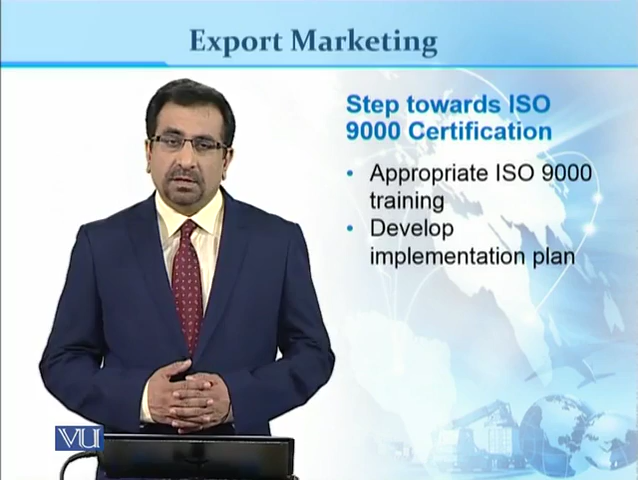 Export Marketing
Step towards ISO
9000 Certification
• Appropriate ISO 9000
training
• Develop
implementation plan
VU